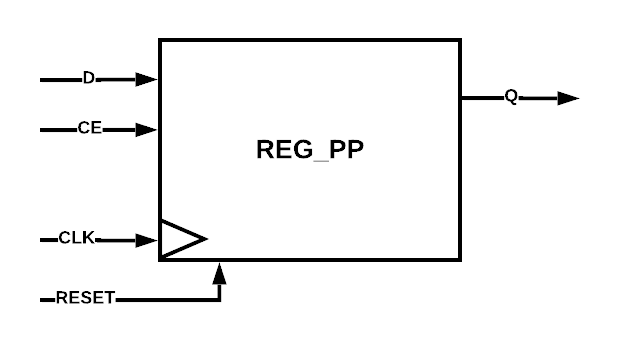 D
CE
Q
REG_PP
CLK
RESET